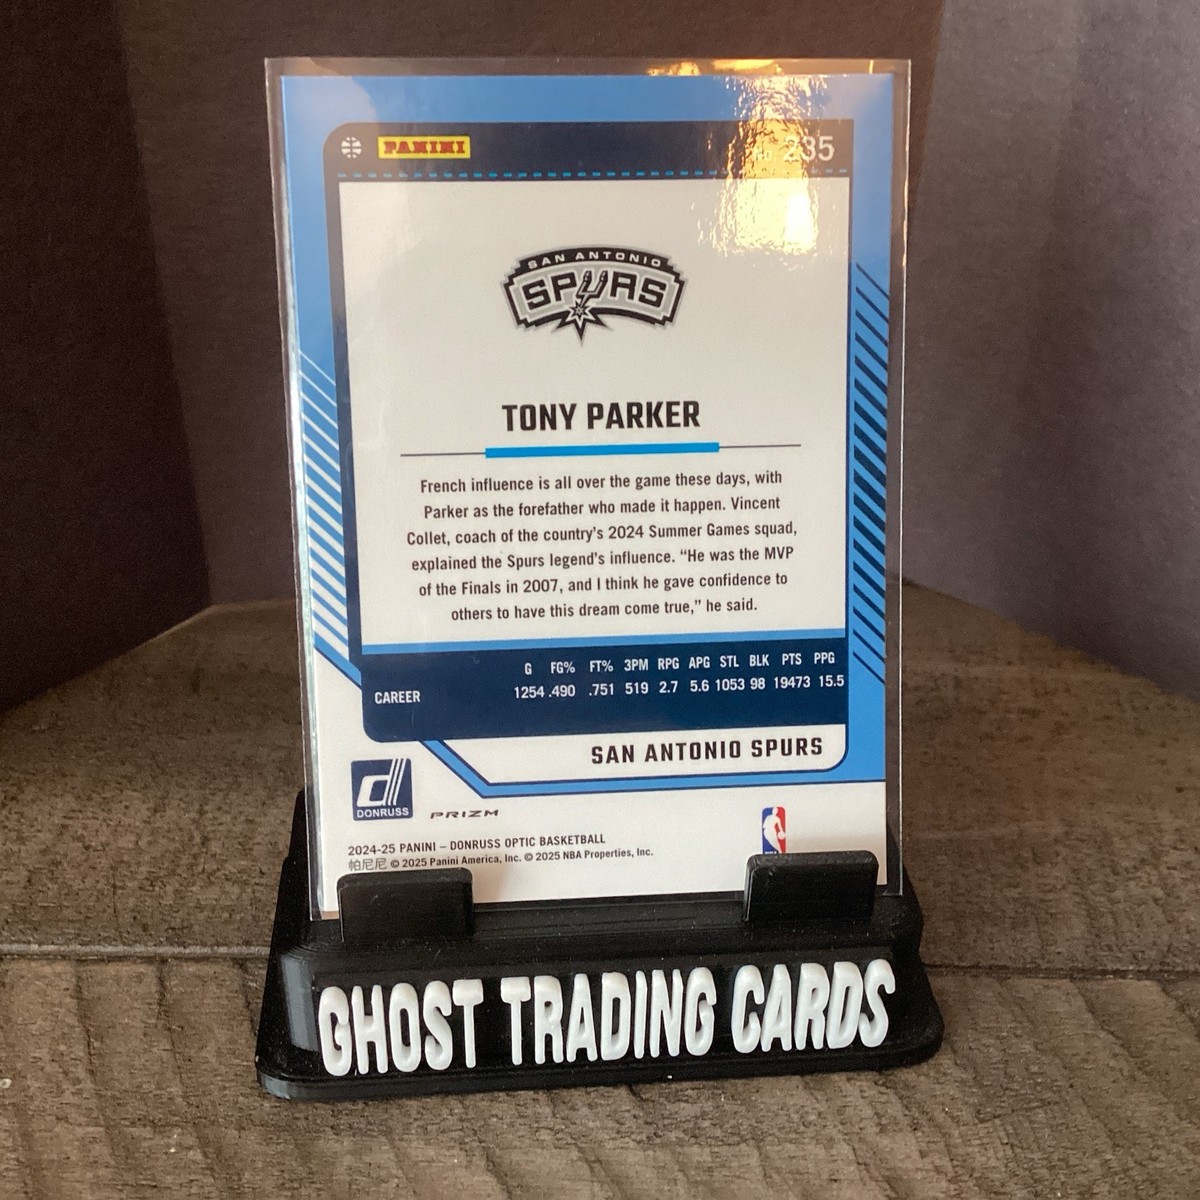 PANINI
No. 235
SAN ANTONIO
SPURS
TONY PARKER
French influence is all over the game these days, with
Parker as the forefather who made it happen. Vincent
Collet, coach of the country's 2024 Summer Games squad,
explained the Spurs legend's influence. “He was the MVP
of the Finals in 2007, and I think he gave confidence to
others to have this dream come true,” he said.
G FG% FT% 3PM RPG APG STL BLK PTS PPG
CAREER 1254 .490 .751 519 2.7 5.6 1053 98 19473 15.5
SAN ANTONIO SPURS
d
DONRUSS
PRIZM
2024-25 PANINI – DONRUSS OPTIC BASKETBALL
帕尼尼 © 2025 Panini America, Inc. © 2025 NBA Properties, Inc.
GHOST TRADING CARDS